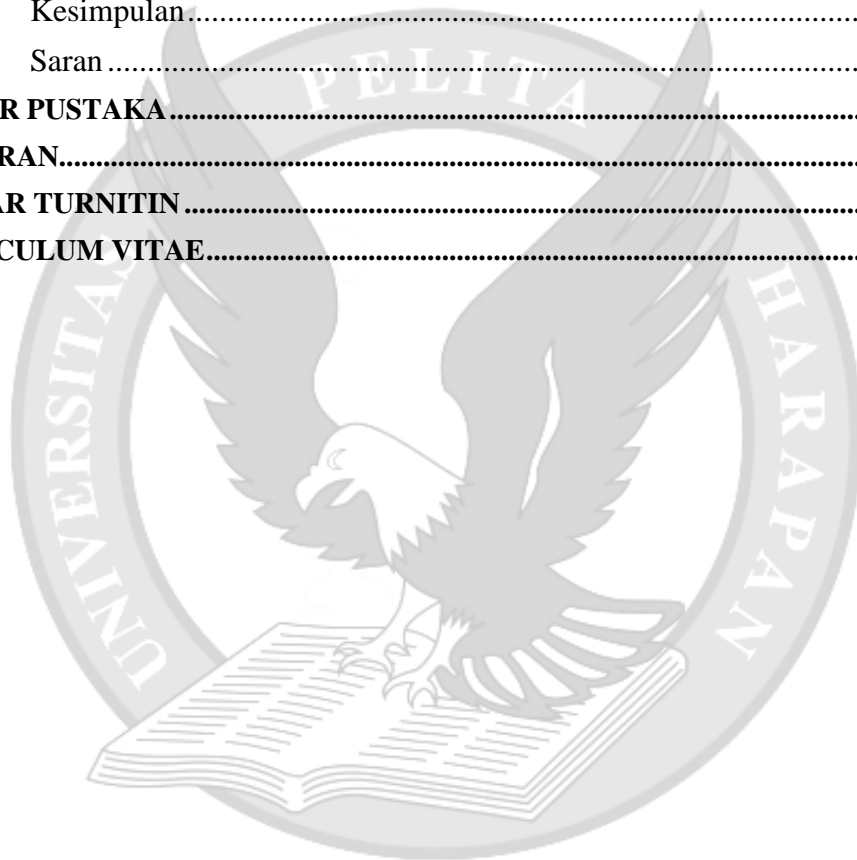 Kesimpulan........................................................................................................
Saran........................................................................................................
R PUSTAKA........................................................................................................
RAN........................................................................................................
AR TURNITIN........................................................................................................
CULUM VITAE........................................................................................................
UNIVERSITAS PELITA HARAPAN